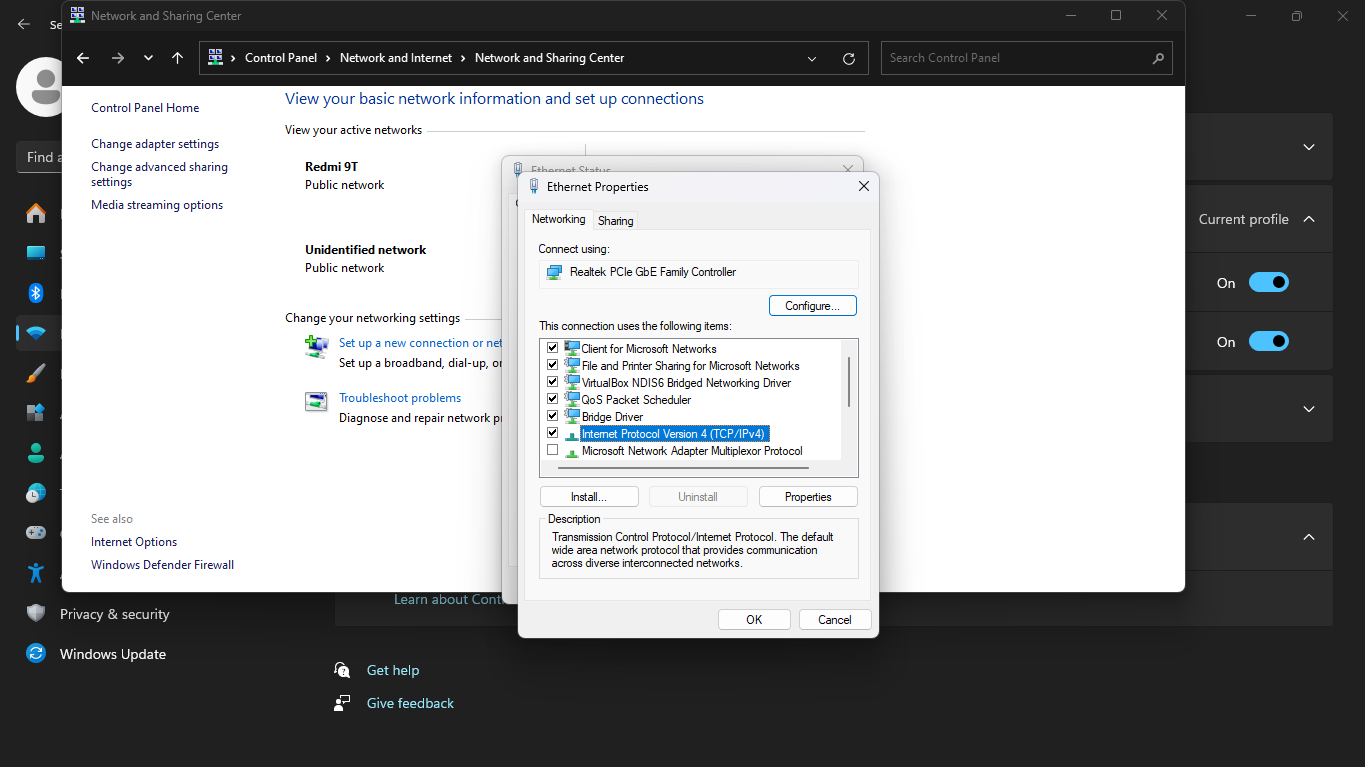 Network and Sharing Center
Control Panel
Network and Internet
Network and Sharing Center
Search Control Panel
Find a
Control Panel Home
Change adapter settings
Change advanced sharing
settings
Media streaming options
See also
Internet Options
Windows Defender Firewall
View your basic network information and set up connections
View your active networks
Redmi 9T
Public network
Unidentified network
Public network
Change your networking settings
Set up a new connection or net
Set up a broadband, dial-up, o
Troubleshoot problems
Diagnose and repair network p
Ethernet Status
Ethernet Properties
Networking
Sharing
Connect using:
Realtek PCIe GbE Family Controller
Configure...
This connection uses the following items:
Client for Microsoft Networks
File and Printer Sharing for Microsoft Networks
VirtualBox NDIS6 Bridged Networking Driver
QoS Packet Scheduler
Bridge Driver
Internet Protocol Version 4 (TCP/IPv4)
Microsoft Network Adapter Multiplexor Protocol
Install...
Uninstall
Properties
Description
Transmission Control Protocol/Internet Protocol. The default
wide area network protocol that provides communication
across diverse interconnected networks.
OK
Cancel
Current profile
On
On
Privacy & security
Windows Update
Learn about Cont
Get help
Give feedback